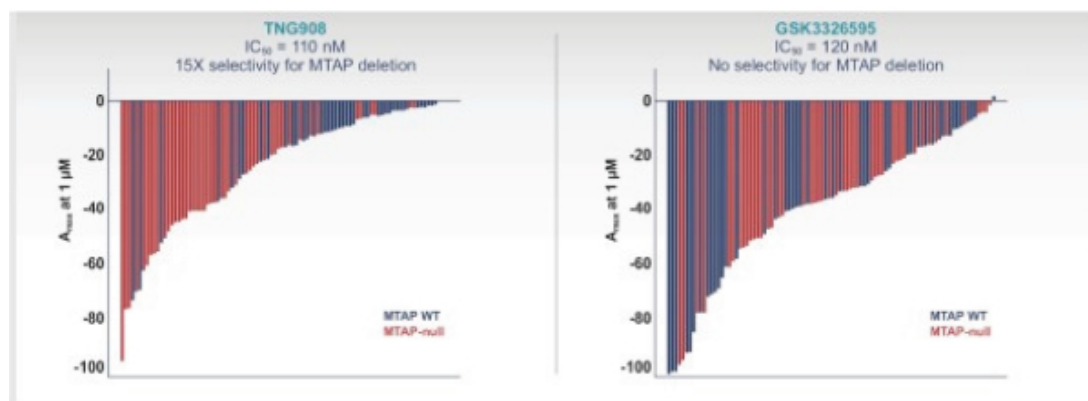 TNG908
IC₅₀ = 110 nM
15X selectivity for MTAP deletion
0
-20
-40
-60
-80
-100
Aₘₐₓ at 1 µM
MTAP WT
MTAP-null
GSK3326595
IC₅₀ = 120 nM
No selectivity for MTAP deletion
0
-20
-40
-60
-80
-100
Aₘₐₓ at 1 µM
MTAP WT
MTAP-null